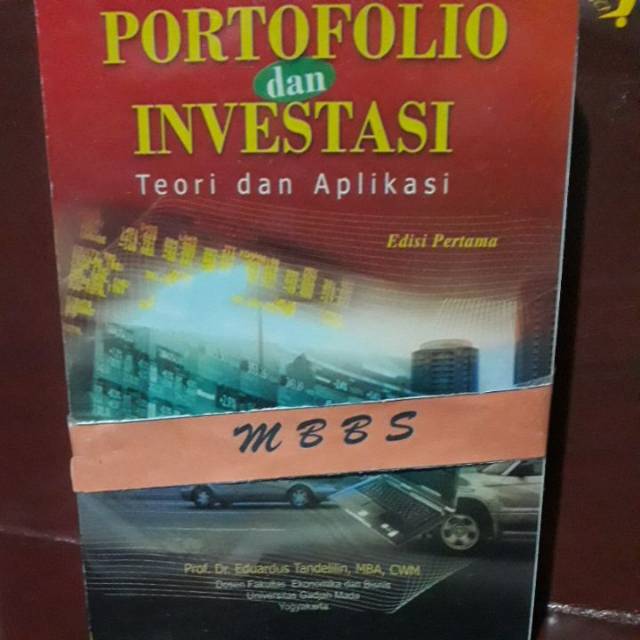 PORTOFOLIO
dan
INVESTASI
Teori dan Aplikasi
Edisi Pertama
MBBS
Prof. Dr. Eduardus Tandelilin, MBA, CWM
Dosen Fakultas Ekonomika dan Bisnis
Universitas Gadjah Mada
Yogyakarta